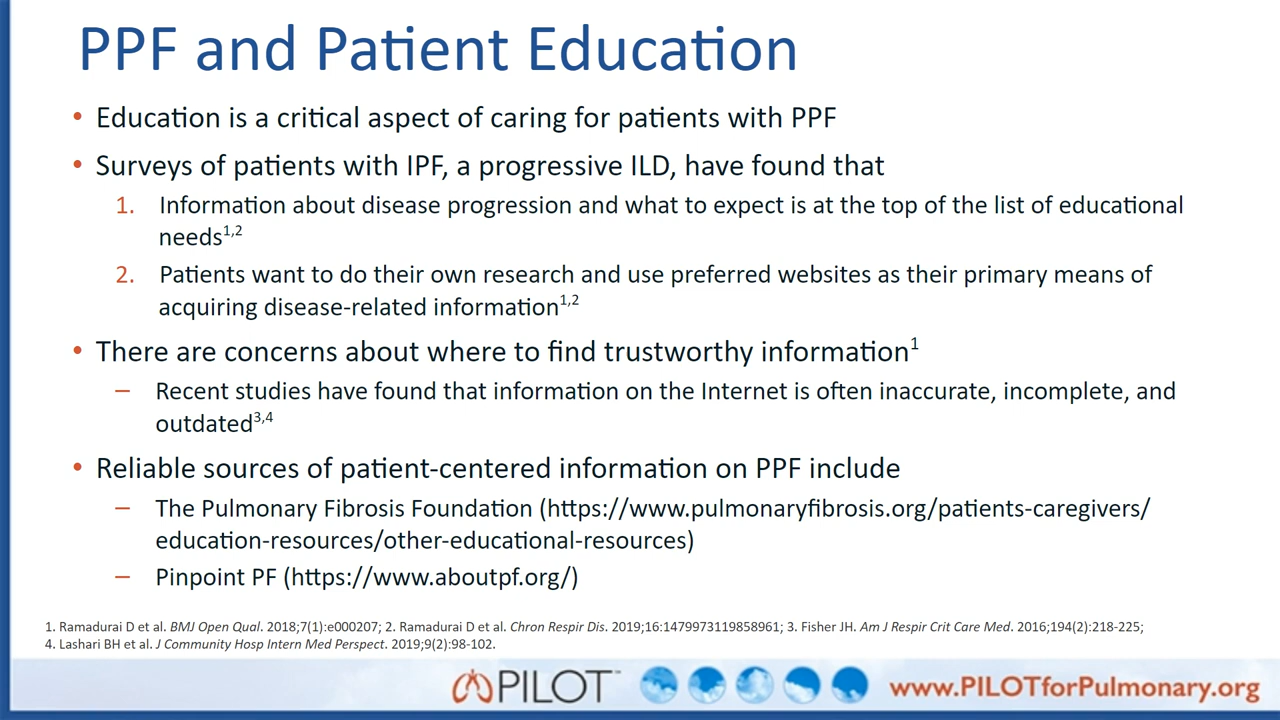 PPF and Patient Education
• Education is a critical aspect of caring for patients with PPF
• Surveys of patients with IPF, a progressive ILD, have found that
1. Information about disease progression and what to expect is at the top of the list of educational
needs1,2
2. Patients want to do their own research and use preferred websites as their primary means of
acquiring disease-related information1,2
• There are concerns about where to find trustworthy information1
– Recent studies have found that information on the Internet is often inaccurate, incomplete, and
outdated3,4
• Reliable sources of patient-centered information on PPF include
– The Pulmonary Fibrosis Foundation (https://www.pulmonaryfibrosis.org/patients-caregivers/
education-resources/other-educational-resources)
– Pinpoint PF (https://www.aboutpf.org/)
1. Ramadurai D et al. BMJ Open Qual. 2018;7(1):e000207; 2. Ramadurai D et al. Chron Respir Dis. 2019;16:1479973119858961; 3. Fisher JH. Am J Respir Crit Care Med. 2016;194(2):218-225;
4. Lashari BH et al. J Community Hosp Intern Med Perspect. 2019;9(2):98-102.
PILOT™ www.PILOTforPulmonary.org